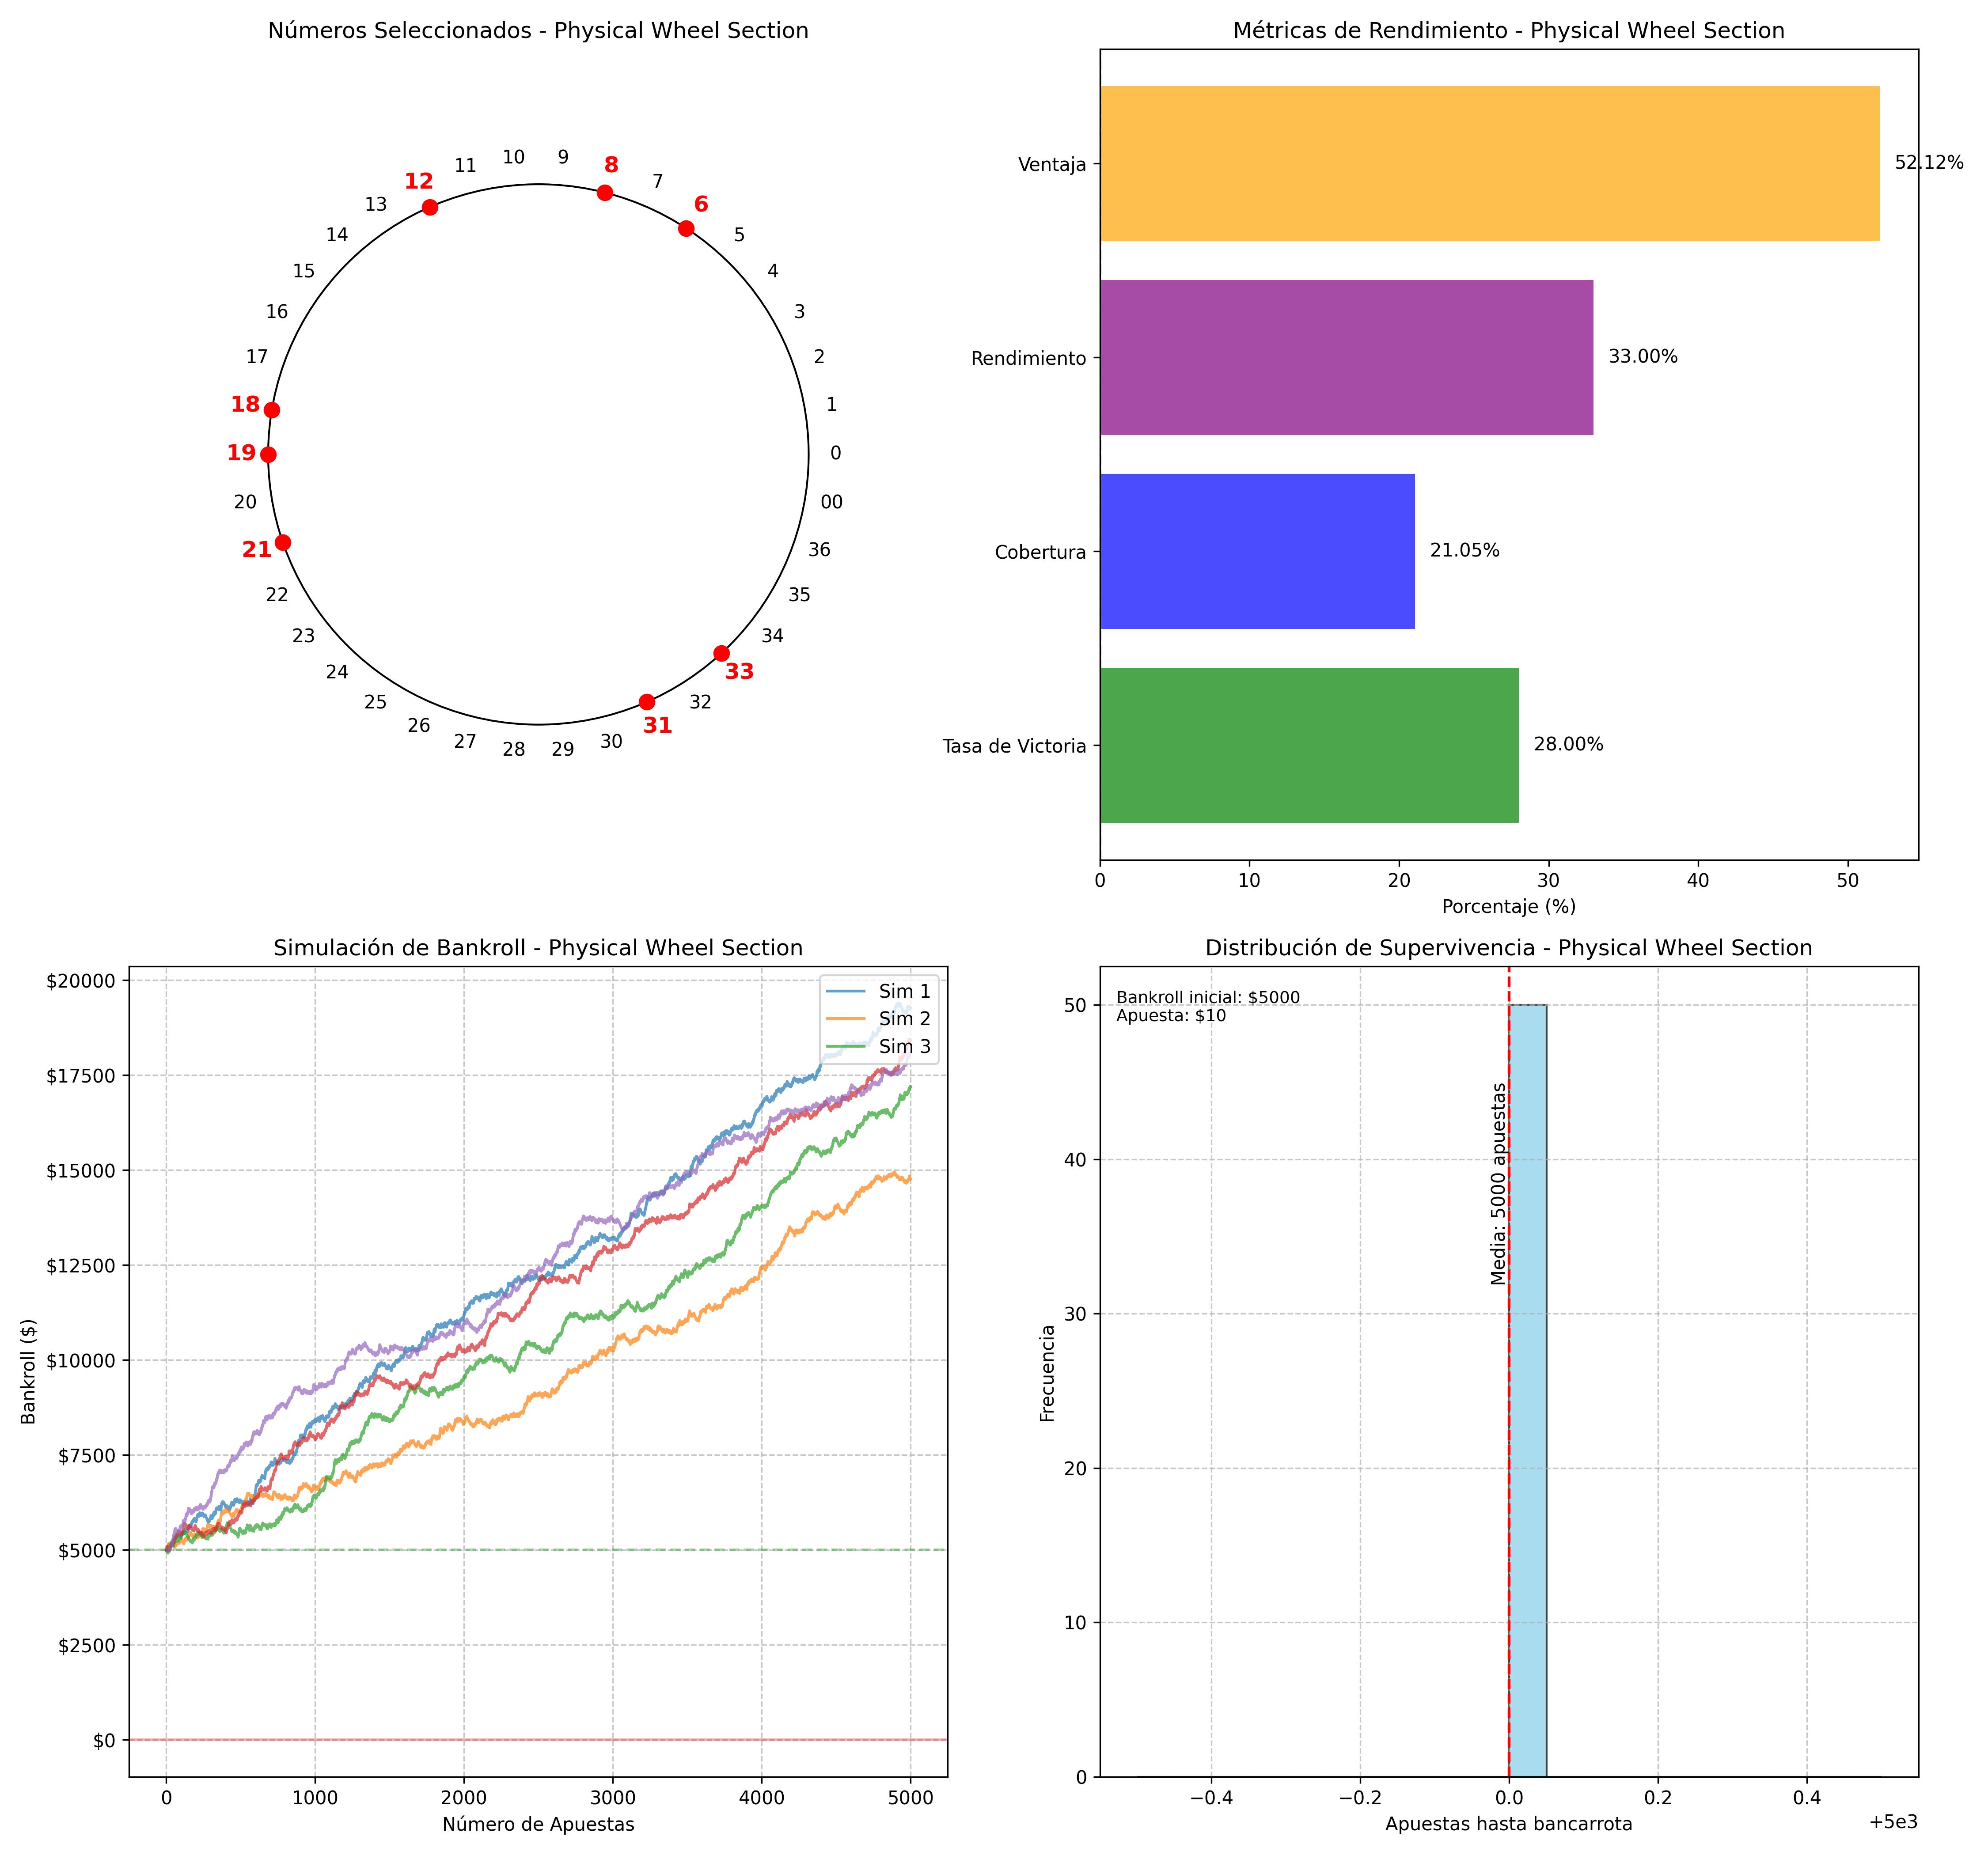 Números Seleccionados - Physical Wheel Section
0
1
2
3
4
5
6
7
8
9
10
11
12
13
14
15
16
17
18
19
20
21
22
23
24
25
26
27
28
29
30
31
32
33
34
35
36
00
Métricas de Rendimiento - Physical Wheel Section
Ventaja
52.12%
Rendimiento
33.00%
Cobertura
21.05%
Tasa de Victoria
28.00%
0 10 20 30 40 50
Porcentaje (%)
Simulación de Bankroll - Physical Wheel Section
Bankroll ($)
$20000
$17500
$15000
$12500
$10000
$7500
$5000
$2500
$0
Sim 1
Sim 2
Sim 3
0 1000 2000 3000 4000 5000
Número de Apuestas
Distribución de Supervivencia - Physical Wheel Section
Bankroll inicial: $5000
Apuesta: $10
Media: 5000 apuestas
Frecuencia
50
40
30
20
10
0
−0.4 −0.2 0.0 0.2 0.4
+5e3
Apuestas hasta bancarrota